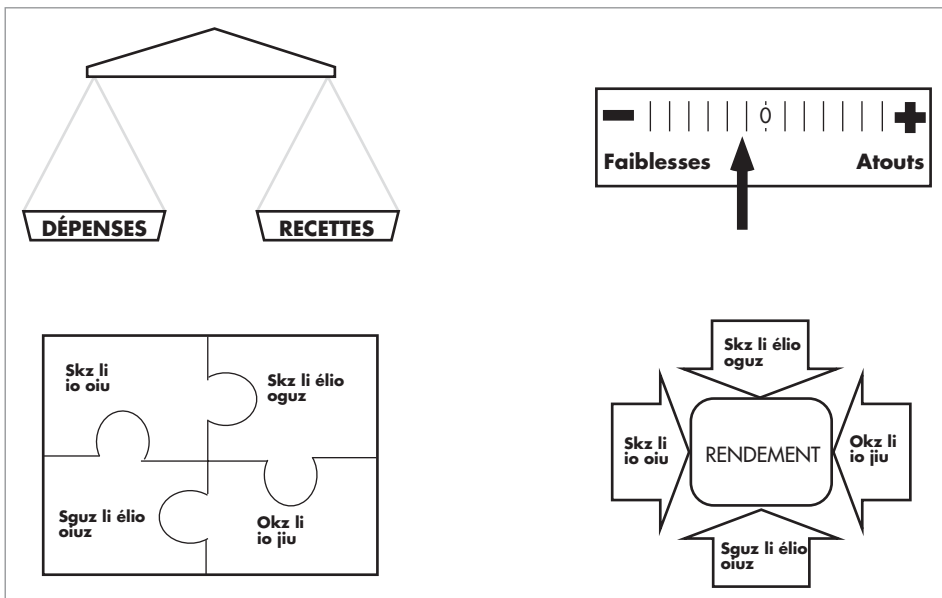 DÉPENSES
RECETTES
0
Faiblesses
Atouts
Skz li
io oiu
Skz li élio
oguz
Sguz li élio
oiuz
Okz li
io jiu
Skz li élio
oguz
Skz li
io oiu
RENDEMENT
Okz li
io jiu
Sguz li élio
oiuz